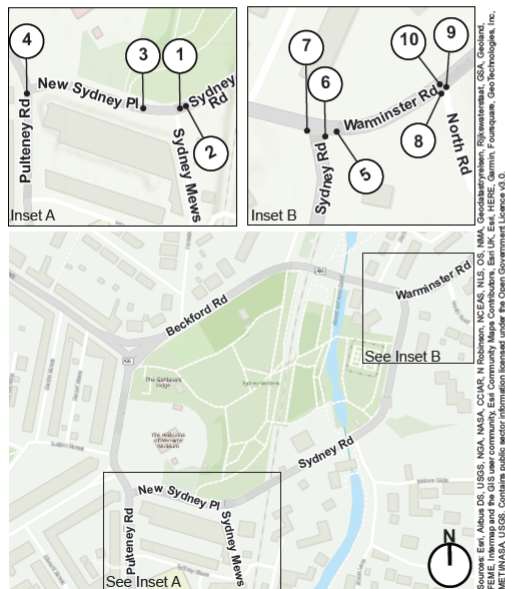 4
3
1
New Sydney Pl
Sydney Rd
2
Pulteney Rd
Sydney Mews
Inset A
7
6
10
9
Warminster Rd
8
5
North Rd
Sydney Rd
Inset B
Beckford Rd
Warminster Rd
See Inset B
Sydney Gardens
Sydney Rd
New Sydney Pl
Pulteney Rd
Sydney Mews
See Inset A
N
Sources: Esri, Airbus DS, USGS, NGA, NASA, CGIAR, N Robinson, NCEAS, NLS, OS, NMA, Geodatastyrelsen, Rijkswaterstaat, GSA, Geoland,
FEMA, Intermap and the GIS user community, Esri Community Maps Contributors, Esri UK, Esri, HERE, Garmin, Foursquare, GeoTechnologies, Inc,
METI/NASA, USGS. Contains public sector information licensed under the Open Government Licence v3.0.